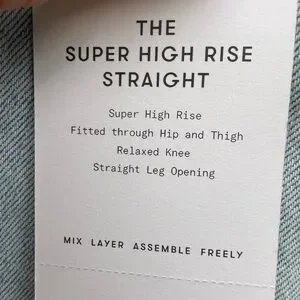 THE
SUPER HIGH RISE
STRAIGHT
Super High Rise
Fitted through Hip and Thigh
Relaxed Knee
Straight Leg Opening
MIX LAYER ASSEMBLE FREELY